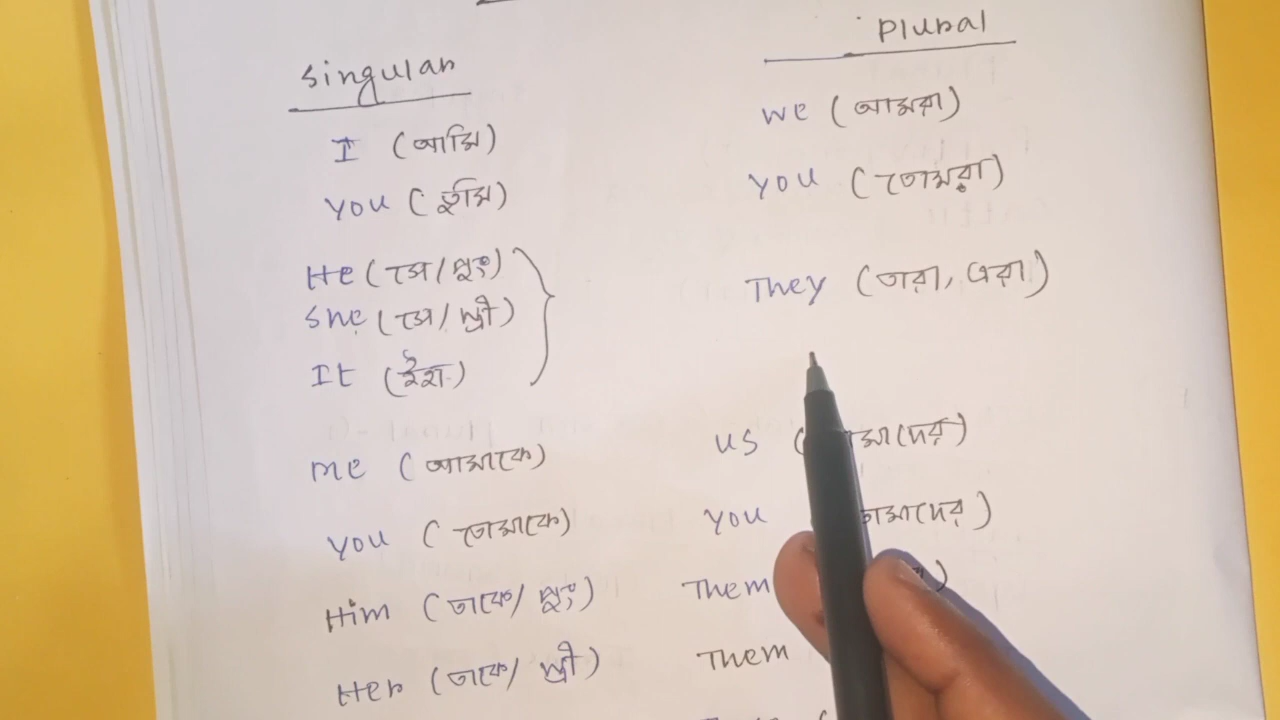 Singular
Plural
I (আমি)
we (আমরা)
you (তুমি)
you (তোমরা)
He (সে/পুং)
She (সে/স্ত্রী)
They (তারা, এরা)
It (ইহা)
me (আমাকে)
us (মাদের)
you (তোমাকে)
you তোমাদের)
Him (তাকে/পুং)
Them
Her (তাকে/স্ত্রী)
Them